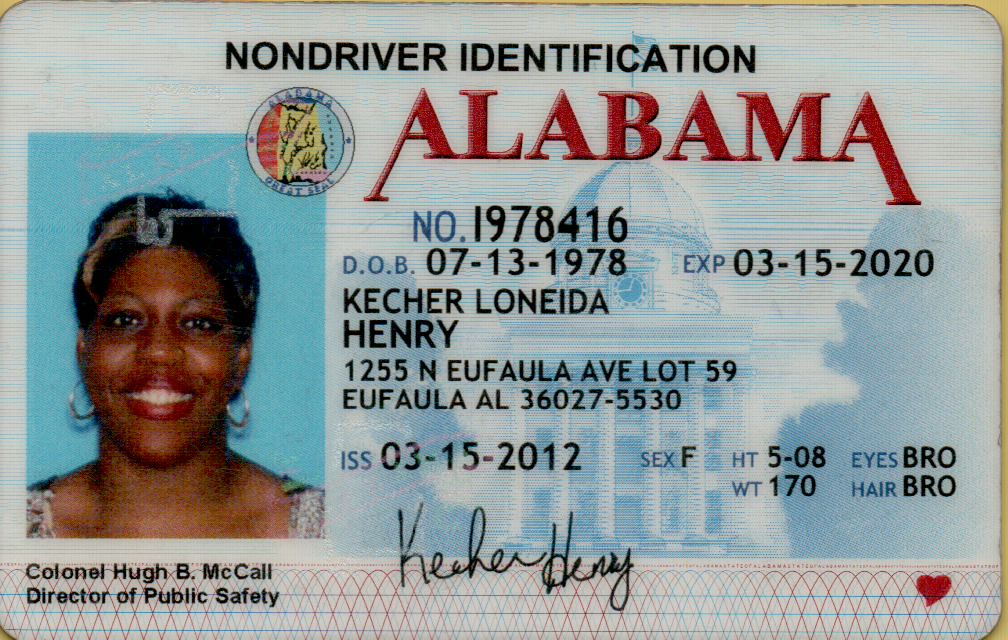 NONDRIVER IDENTIFICATION
ALABAMA
ALABAMA
GREAT SEAL
NO. I978416
D.O.B. 07-13-1978 EXP 03-15-2020
KECHER LONEIDA
HENRY
1255 N EUFAULA AVE LOT 59
EUFAULA AL 36027-5530
ISS 03-15-2012 SEX F HT 5-08 EYES BRO
WT 170 HAIR BRO
Kecher Henry
Colonel Hugh B. McCall
Director of Public Safety